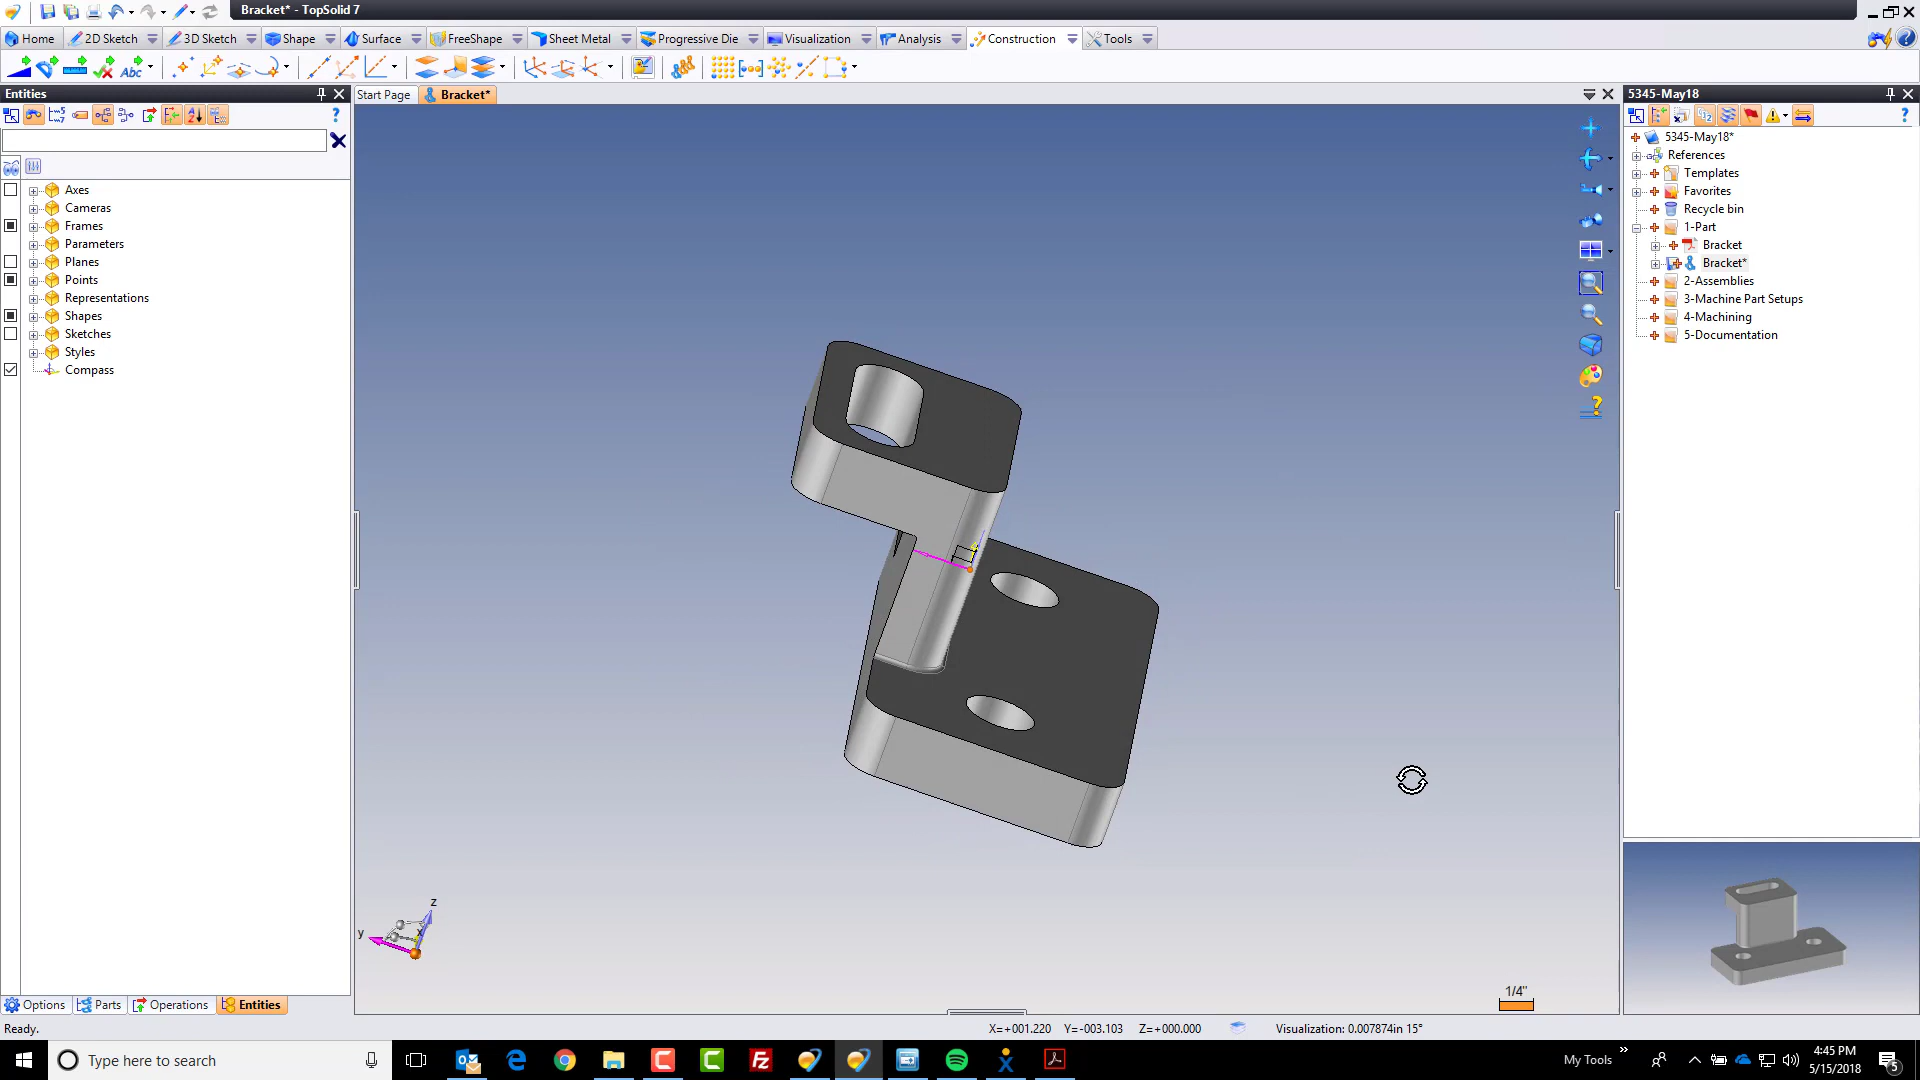 Bracket* - TopSolid 7
Home
2D Sketch
3D Sketch
Shape
Surface
FreeShape
Sheet Metal
Progressive Die
Visualization
Analysis
Construction
Tools
Abc
Entities
Start Page
Bracket*
5345-May18
Axes
Cameras
Frames
Parameters
Planes
Points
Representations
Shapes
Sketches
Styles
Compass
5345-May18*
References
Templates
Favorites
Recycle bin
1-Part
Bracket
Bracket*
2-Assemblies
3-Machine Part Setups
4-Machining
5-Documentation
z
y
x
1/4"
Options
Parts
Operations
Entities
Ready.
X=+001.220 Y=-003.103 Z=+000.000
Visualization: 0.007874in 15°
Type here to search
My Tools
4:45 PM
5/15/2018
5